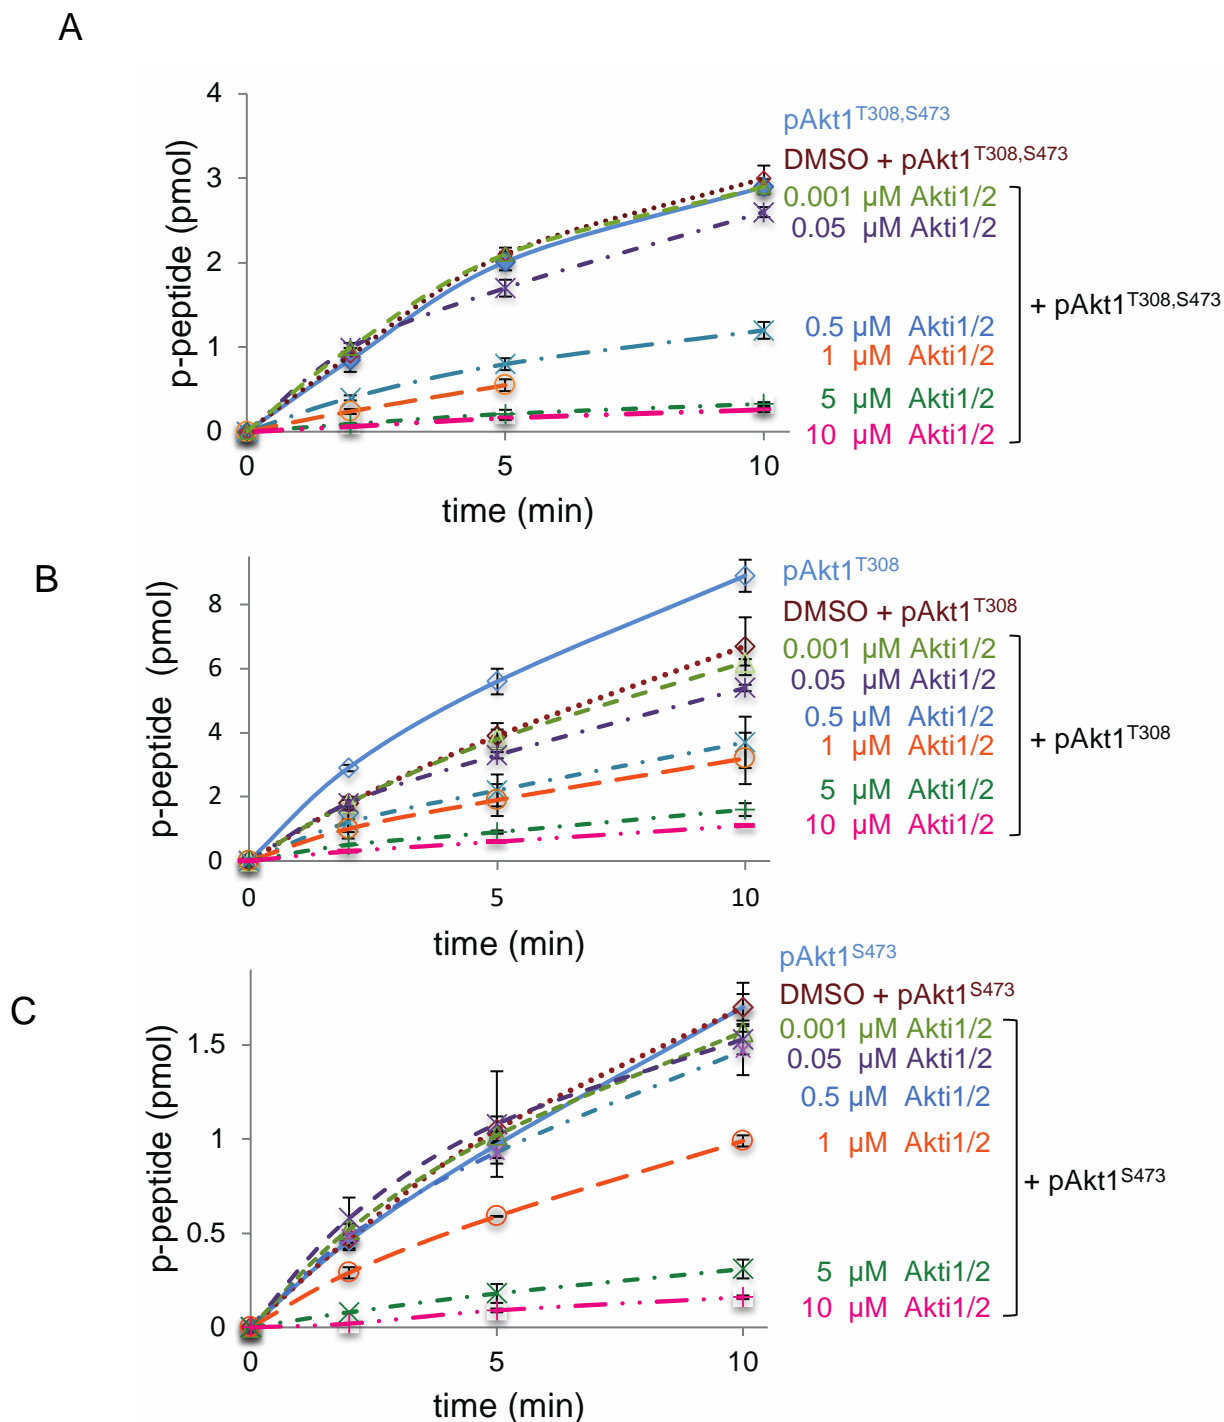 A
4
3
2
1
0
p-peptide (pmol)
0 5 10
time (min)
pAkt1T308,S473
DMSO + pAkt1T308,S473
0.001 µM Akti1/2
0.05 µM Akti1/2
0.5 µM Akti1/2
1 µM Akti1/2
5 µM Akti1/2
10 µM Akti1/2
+ pAkt1T308,S473
B
8
6
4
2
0
p-peptide (pmol)
0 5 10
time (min)
pAkt1T308
DMSO + pAkt1T308
0.001 µM Akti1/2
0.05 µM Akti1/2
0.5 µM Akti1/2
1 µM Akti1/2
5 µM Akti1/2
10 µM Akti1/2
+ pAkt1T308
C
1.5
1
0.5
0
p-peptide (pmol)
0 5 10
time (min)
pAkt1S473
DMSO + pAkt1S473
0.001 µM Akti1/2
0.05 µM Akti1/2
0.5 µM Akti1/2
1 µM Akti1/2
5 µM Akti1/2
10 µM Akti1/2
+ pAkt1S473